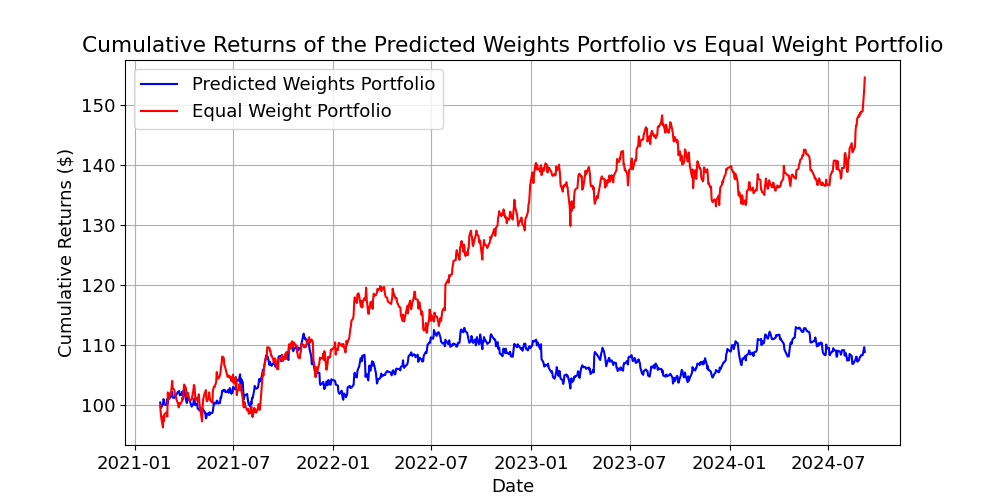 Cumulative Returns of the Predicted Weights Portfolio vs Equal Weight Portfolio
Predicted Weights Portfolio
Equal Weight Portfolio
Cumulative Returns ($)
150
140
130
120
110
100
2021-01 2021-07 2022-01 2022-07 2023-01 2023-07 2024-01 2024-07
Date